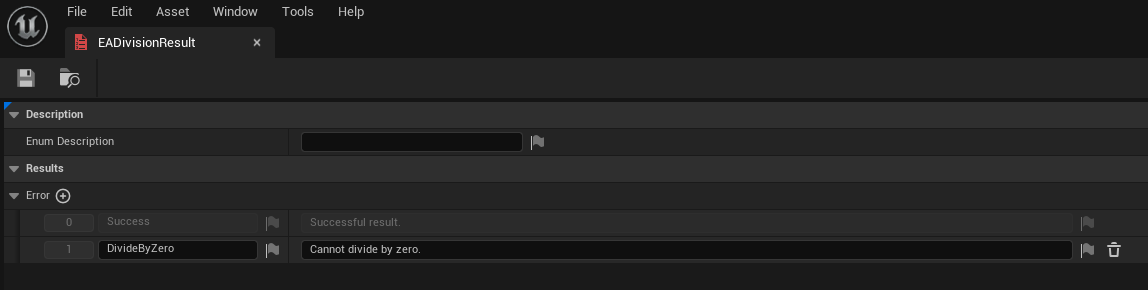 File Edit Asset Window Tools Help
EADivisionResult
Description
Enum Description
Results
Error
0 Success Successful result.
1 DivideByZero Cannot divide by zero.